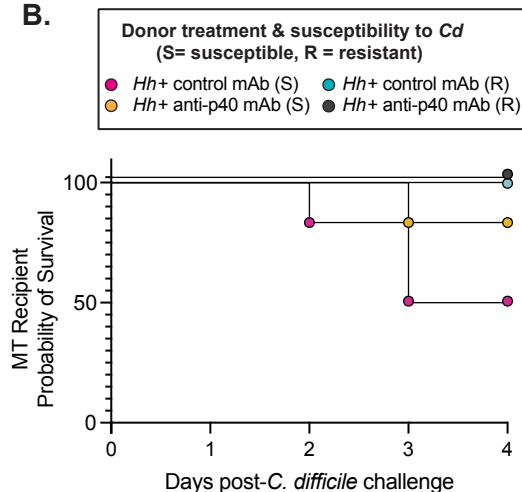 B.
Donor treatment & susceptibility to Cd
(S= susceptible, R = resistant)
Hh+ control mAb (S)
Hh+ control mAb (R)
Hh+ anti-p40 mAb (S)
Hh+ anti-p40 mAb (R)
MT Recipient
Probability of Survival
100
50
0
0 1 2 3 4
Days post-C. difficile challenge